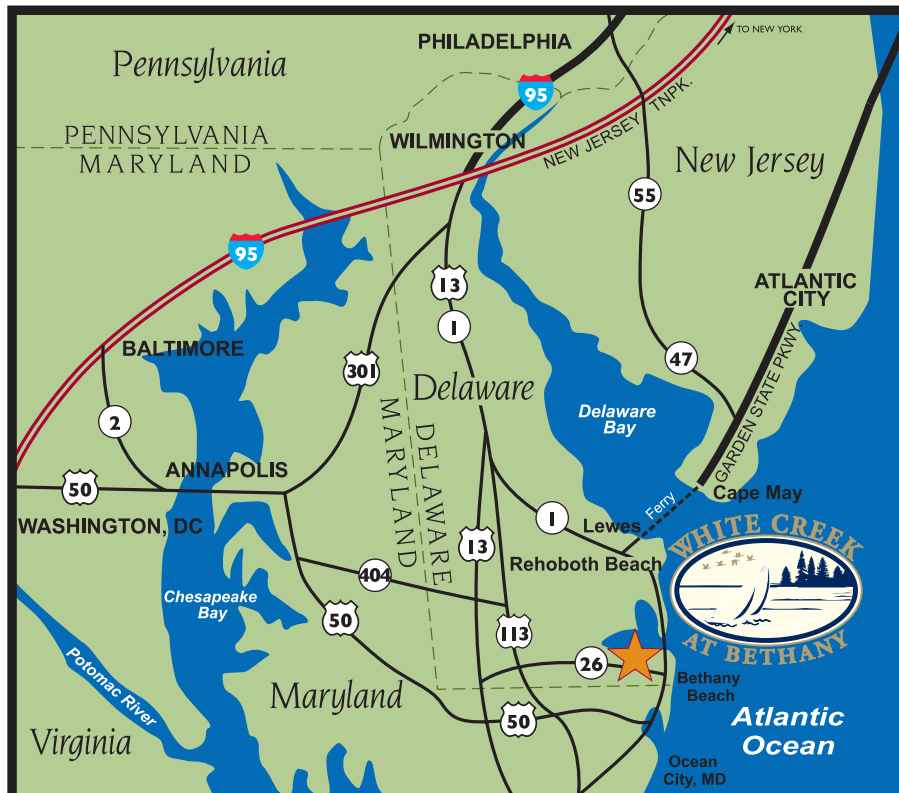 TO NEW YORK
PHILADELPHIA
Pennsylvania
95
PENNSYLVANIA
MARYLAND
WILMINGTON
NEW JERSEY TNPK.
New Jersey
55
95
13
ATLANTIC
CITY
1
BALTIMORE
301
47
Delaware
GARDEN STATE PKWY.
2
MARYLAND
DELAWARE
Delaware
Bay
ANNAPOLIS
50
Cape May
Ferry
WASHINGTON, DC
1
Lewes
13
Rehoboth Beach
WHITE CREEK
AT BETHANY
404
Chesapeake
Bay
50
113
26
Potomac River
Bethany
Beach
Maryland
50
Atlantic
Ocean
Virginia
Ocean
City, MD